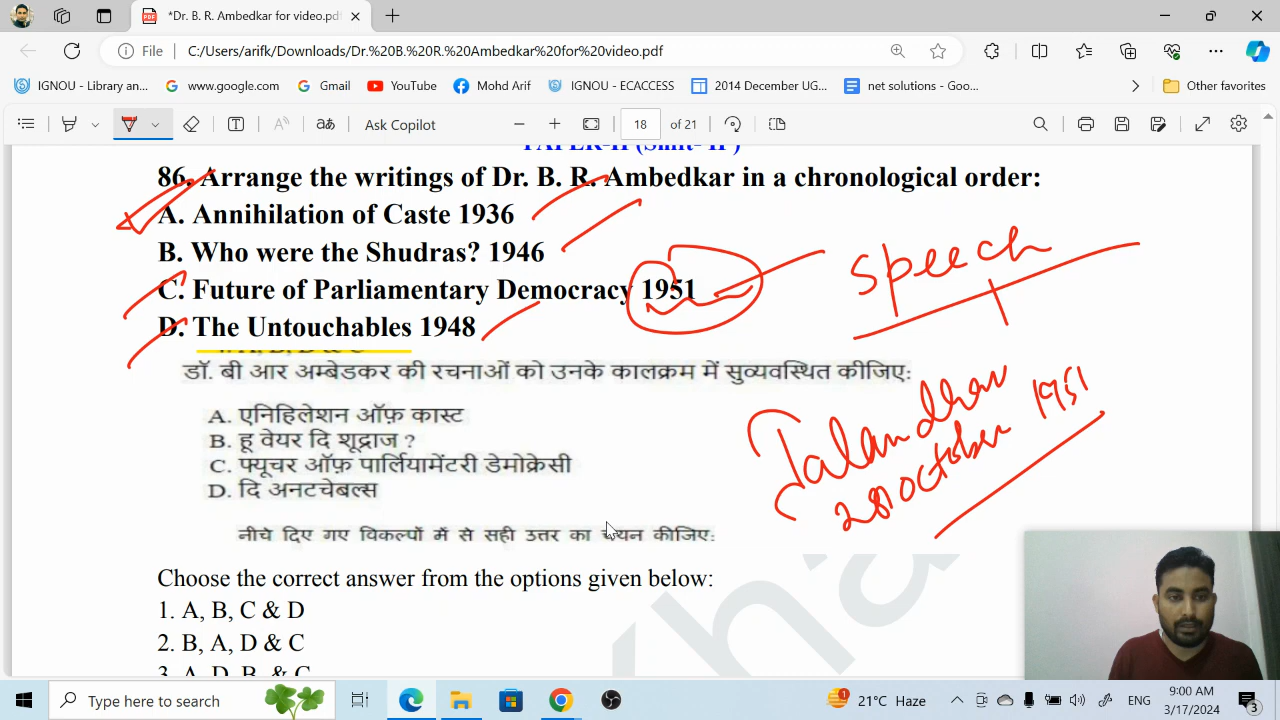 *Dr. B. R. Ambedkar for video.pdf
File C:/Users/arifk/Downloads/Dr.%20B.%20R.%20Ambedkar%20for%20video.pdf
IGNOU - Library an... www.google.com Gmail YouTube Mohd Arif IGNOU - ECACCESS 2014 December UG... net solutions - Goo... Other favorites
Ask Copilot 18 of 21
86. Arrange the writings of Dr. B. R. Ambedkar in a chronological order:
A. Annihilation of Caste 1936
B. Who were the Shudras? 1946
C. Future of Parliamentary Democracy 1951
D. The Untouchables 1948
Speech
डॉ. बी आर अम्बेडकर की रचनाओं को उनके कालक्रम में सुव्यवस्थित कीजिए:
A. एनिहिलेशन ऑफ़ कास्ट
B. हू वेयर दि शूद्राज ?
C. फ्यूचर ऑफ़ पार्लियामेंटरी डेमोक्रेसी
D. दि अनटचेबल्स
Jalandhar
28 October 1951
नीचे दिए गए विकल्पों में से सही उत्तर का चयन कीजिए:
Choose the correct answer from the options given below:
1. A, B, C & D
2. B, A, D & C
3. A, D, B, & C
Type here to search
21°C Haze
ENG
9:00 AM
3/17/2024